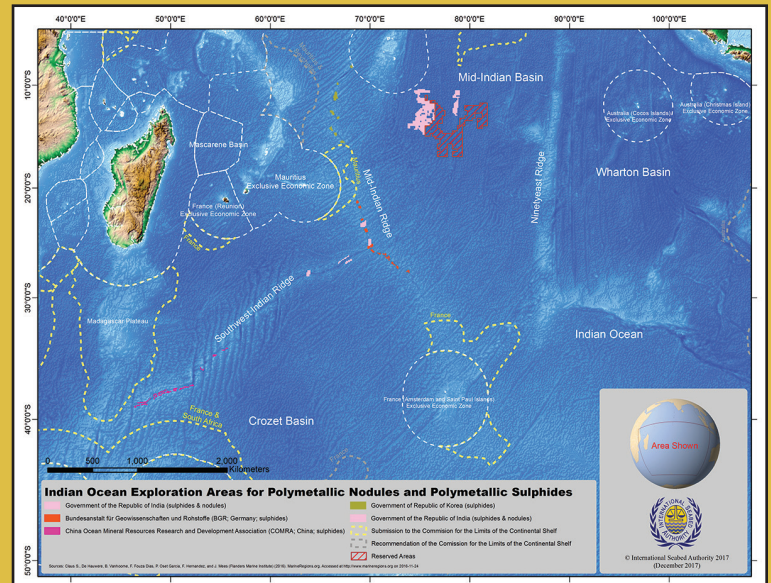 40°0'0"E
50°0'0"E
60°0'0"E
70°0'0"E
80°0'0"E
90°0'0"E
100°0'0"E
10°0'0"S
20°0'0"S
30°0'0"S
40°0'0"S
50°0'0"S
Mid-Indian Basin
Australia (Cocos Islands)
Exclusive Economic Zone
Australia (Christmas Island)
Exclusive Economic Zone
Mascarene Basin
Mauritius
Exclusive Economic Zone
Mauritius
Mid-Indian Ridge
Ninetyeast Ridge
Wharton Basin
France (Reunion)
Exclusive Economic Zone
France
Southwest Indian Ridge
Madagascar Plateau
France
Indian Ocean
France (Amsterdam and Saint Paul Islands)
Exclusive Economic Zone
France &
South Africa
Crozet Basin
0 500 1,000 2,000
Kilometers
Area Shown
Indian Ocean Exploration Areas for Polymetallic Nodules and Polymetallic Sulphides
Government of the Republic of India (sulphides & nodules)
Bundesanstalt für Geowissenschaften und Rohstoffe (BGR; Germany; sulphides)
China Ocean Mineral Resources Research and Development Association (COMRA; China; sulphides)
Government of Republic of Korea (sulphides)
Government of the Republic of India (sulphides & nodules)
Submission to the Commision for the Limits of the Continental Shelf
Recommendation of the Comission for the Limits of the Continental Shelf
Reserved Areas
INTERNATIONAL SEABED AUTHORITY
© International Seabed Authority 2017
(December 2017)